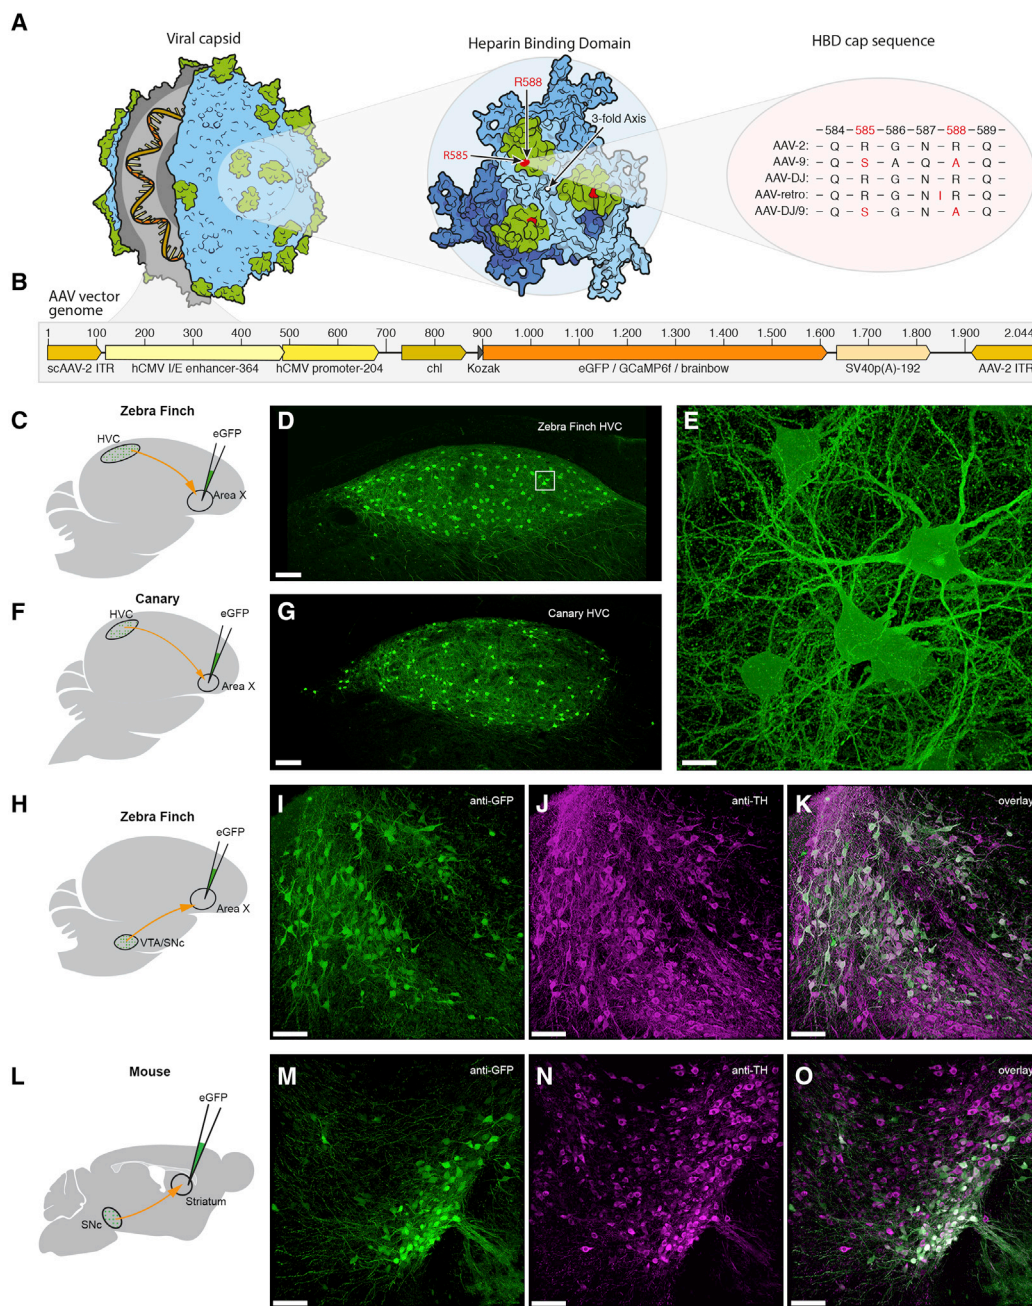 A
Viral capsid
Heparin Binding Domain
HBD cap sequence
R588
3-fold Axis
R585
– 584 – 585 – 586 – 587 – 588 – 589 –
AAV-2: – Q – R – G – N – R – Q –
AAV-9: – Q – S – A – Q – A – Q –
AAV-DJ: – Q – R – G – N – R – Q –
AAV-retro: – Q – R – G – N I R – Q –
AAV-DJ/9: – Q – S – G – N – A – Q –
B
AAV vector
genome
1 100 200 300 400 500 600 700 800 900 1.000 1.100 1.200 1.300 1.400 1.500 1.600 1.700 1.800 1.900 2.044
scAAV-2 ITR hCMV I/E enhancer-364 hCMV promoter-204 chI Kozak eGFP / GCaMP6f / brainbow SV40p(A)-192 AAV-2 ITR
C
Zebra Finch
HVC
eGFP
Area X
D
Zebra Finch HVC
E
F
Canary
HVC
eGFP
Area X
G
Canary HVC
H
Zebra Finch
eGFP
Area X
VTA/SNc
I
anti-GFP
J
anti-TH
K
overlay
L
Mouse
eGFP
Striatum
SNc
M
anti-GFP
N
anti-TH
O
overlay